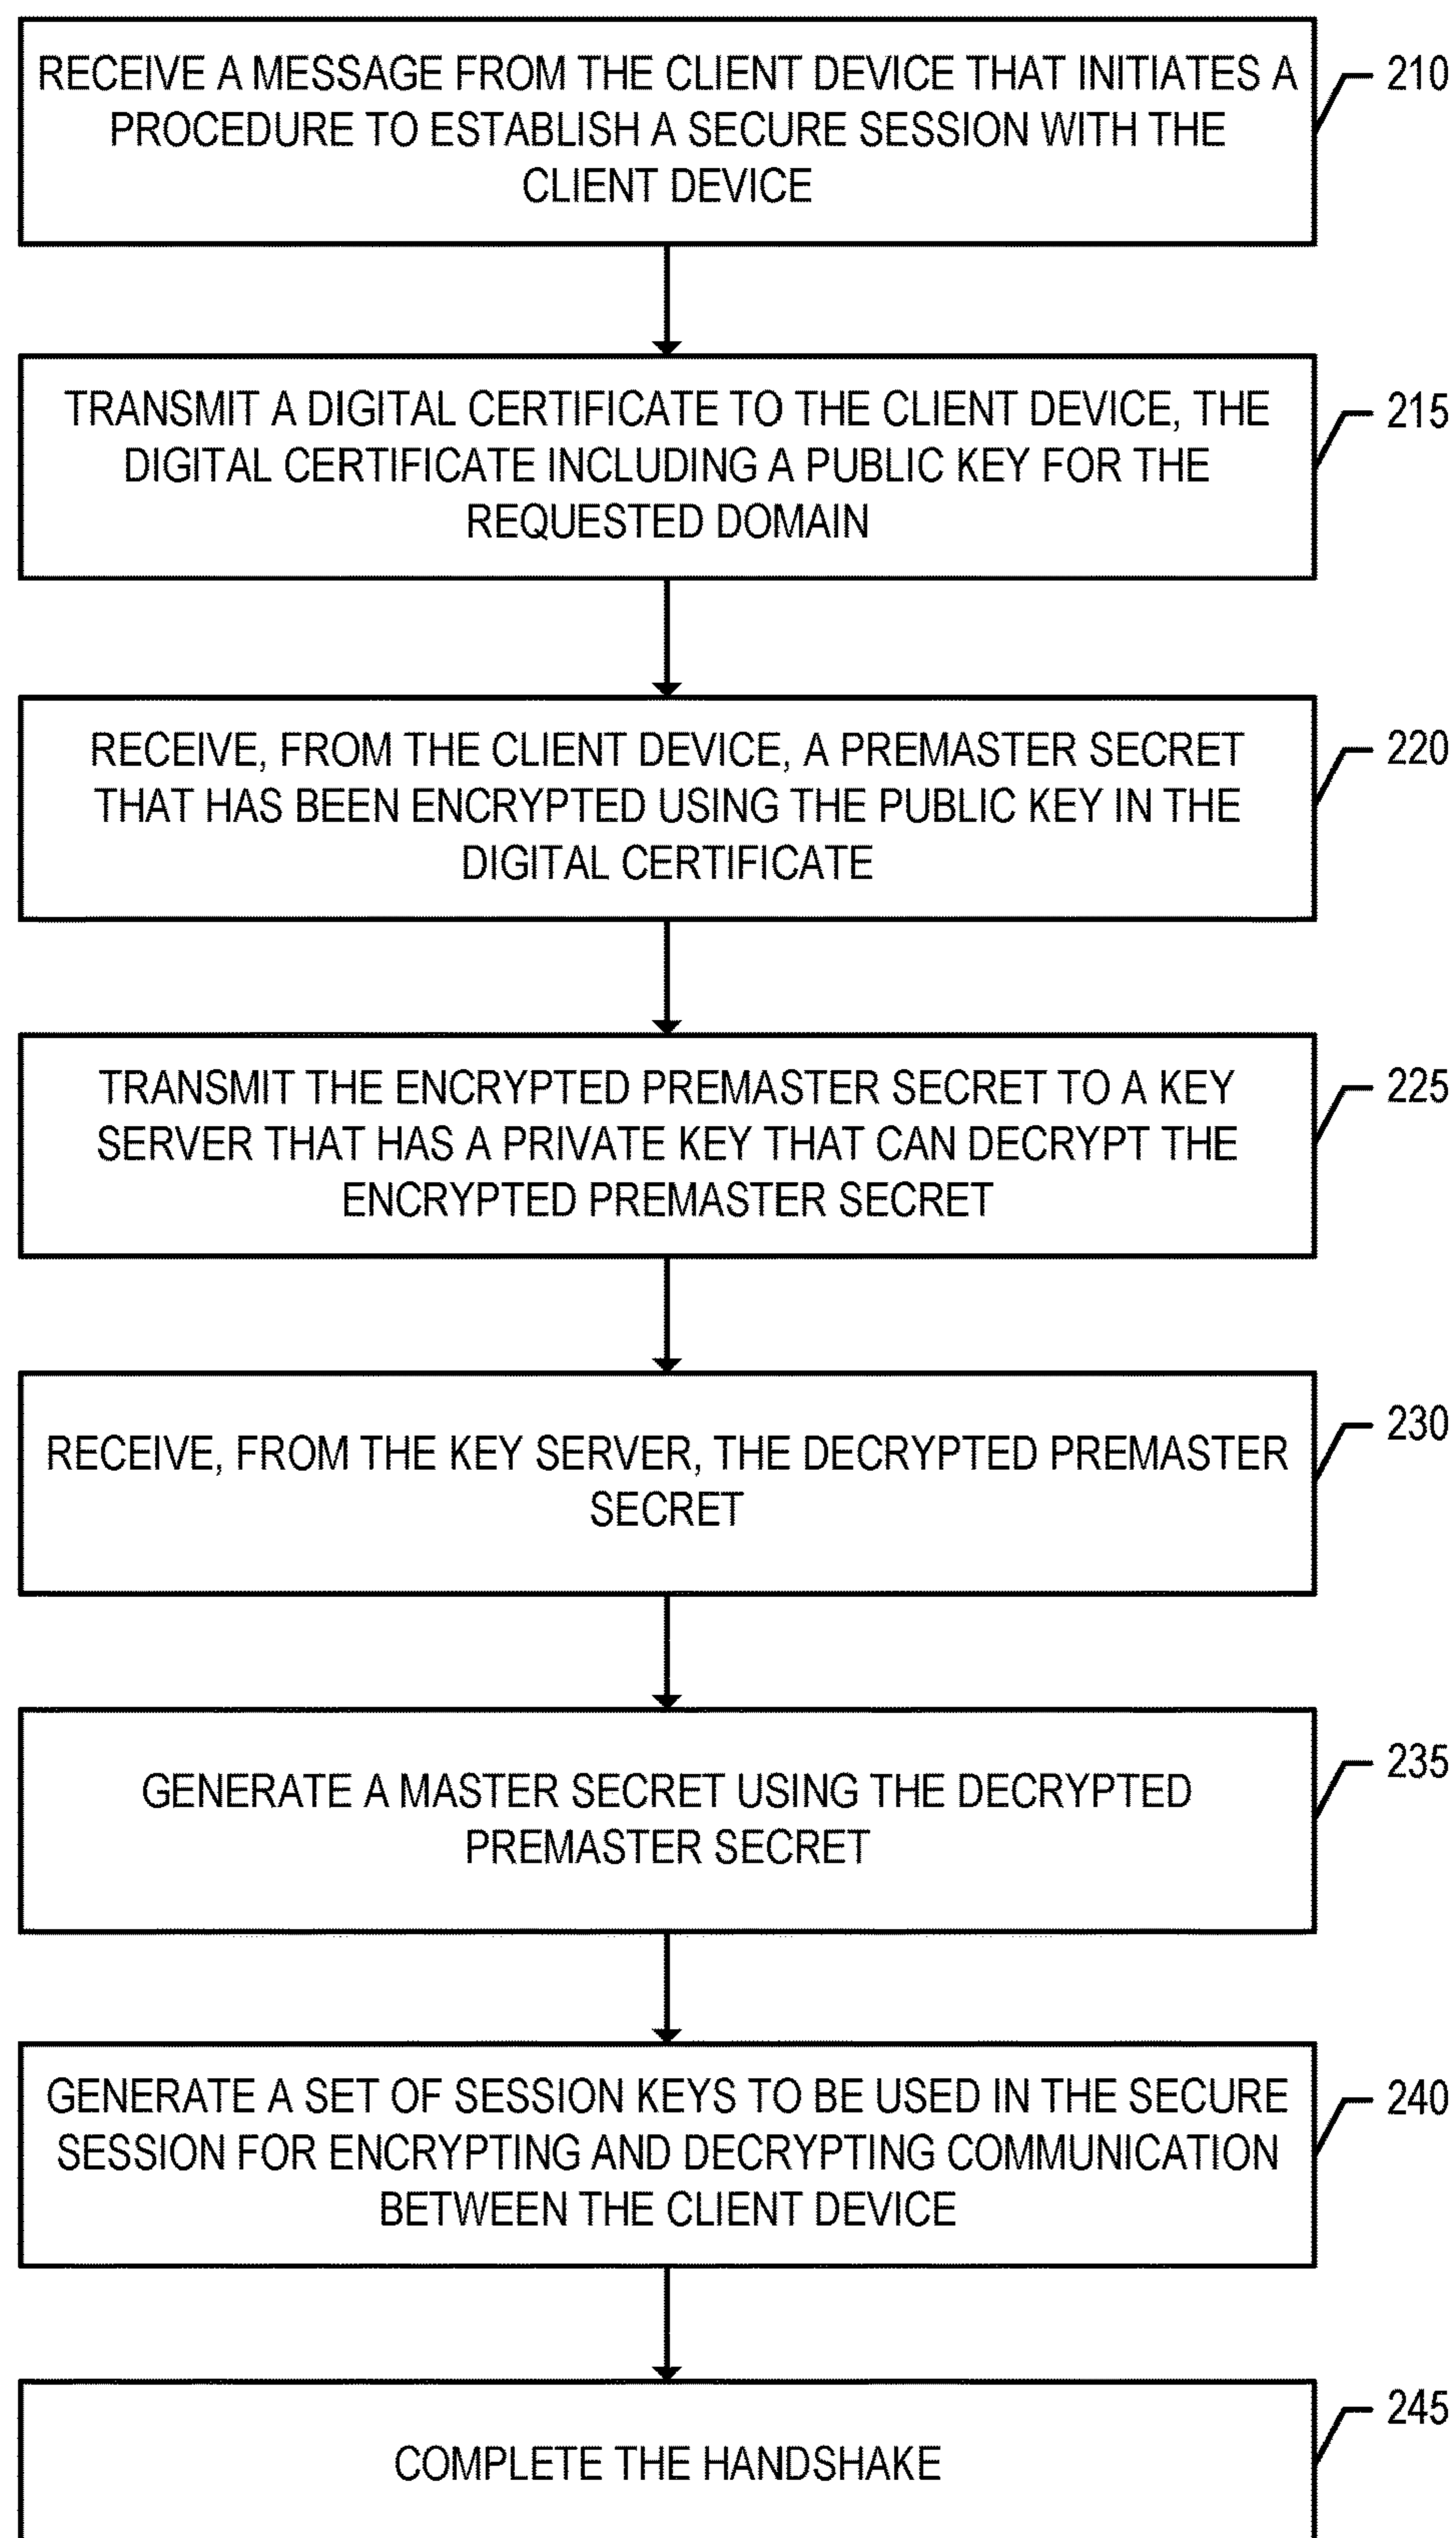 RECEIVE A MESSAGE FROM THE CLIENT DEVICE THAT INITIATES A
PROCEDURE TO ESTABLISH A SECURE SESSION WITH THE
CLIENT DEVICE
210
TRANSMIT A DIGITAL CERTIFICATE TO THE CLIENT DEVICE, THE
DIGITAL CERTIFICATE INCLUDING A PUBLIC KEY FOR THE
REQUESTED DOMAIN
215
RECEIVE, FROM THE CLIENT DEVICE, A PREMASTER SECRET
THAT HAS BEEN ENCRYPTED USING THE PUBLIC KEY IN THE
DIGITAL CERTIFICATE
220
TRANSMIT THE ENCRYPTED PREMASTER SECRET TO A KEY
SERVER THAT HAS A PRIVATE KEY THAT CAN DECRYPT THE
ENCRYPTED PREMASTER SECRET
225
RECEIVE, FROM THE KEY SERVER, THE DECRYPTED PREMASTER
SECRET
230
GENERATE A MASTER SECRET USING THE DECRYPTED
PREMASTER SECRET
235
GENERATE A SET OF SESSION KEYS TO BE USED IN THE SECURE
SESSION FOR ENCRYPTING AND DECRYPTING COMMUNICATION
BETWEEN THE CLIENT DEVICE
240
COMPLETE THE HANDSHAKE
245